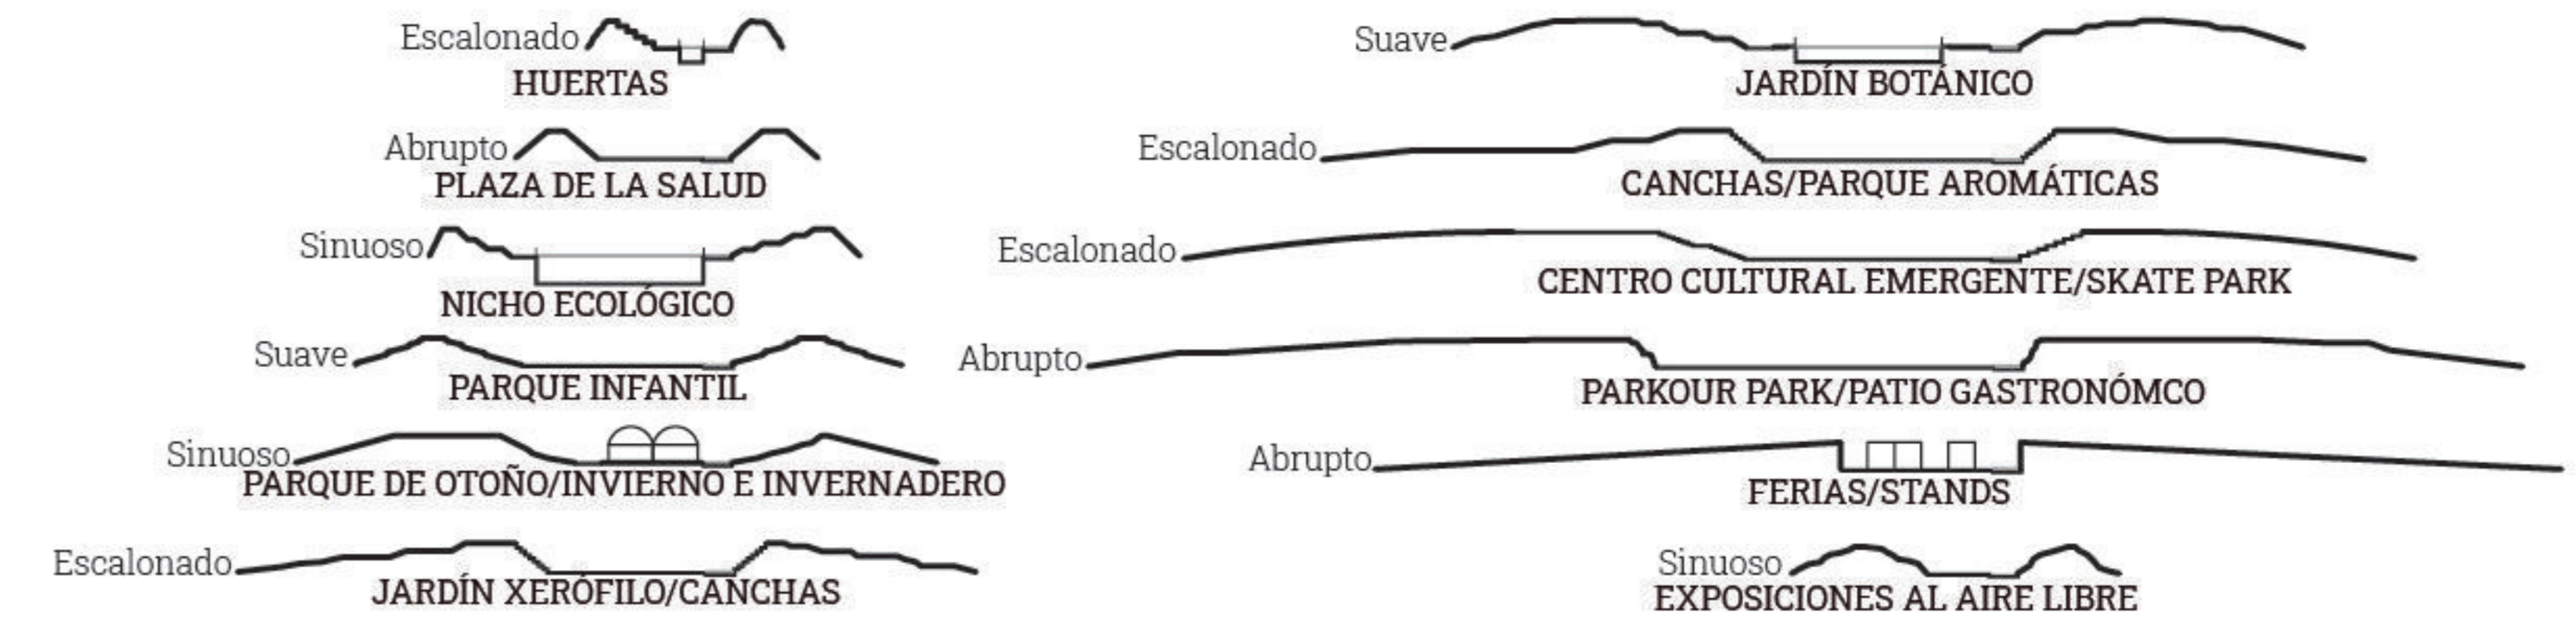 Escalonado
HUERTAS
Abrupto
PLAZA DE LA SALUD
Sinuoso
NICHO ECOLÓGICO
Suave
PARQUE INFANTIL
Sinuoso
PARQUE DE OTOÑO/INVIERNO E INVERNADERO
Escalonado
JARDÍN XERÓFILO/CANCHAS
Suave
JARDÍN BOTÁNICO
Escalonado
CANCHAS/PARQUE AROMÁTICAS
Escalonado
CENTRO CULTURAL EMERGENTE/SKATE PARK
Abrupto
PARKOUR PARK/PATIO GASTRONÓMCO
Abrupto
FERIAS/STANDS
Sinuoso
EXPOSICIONES AL AIRE LIBRE